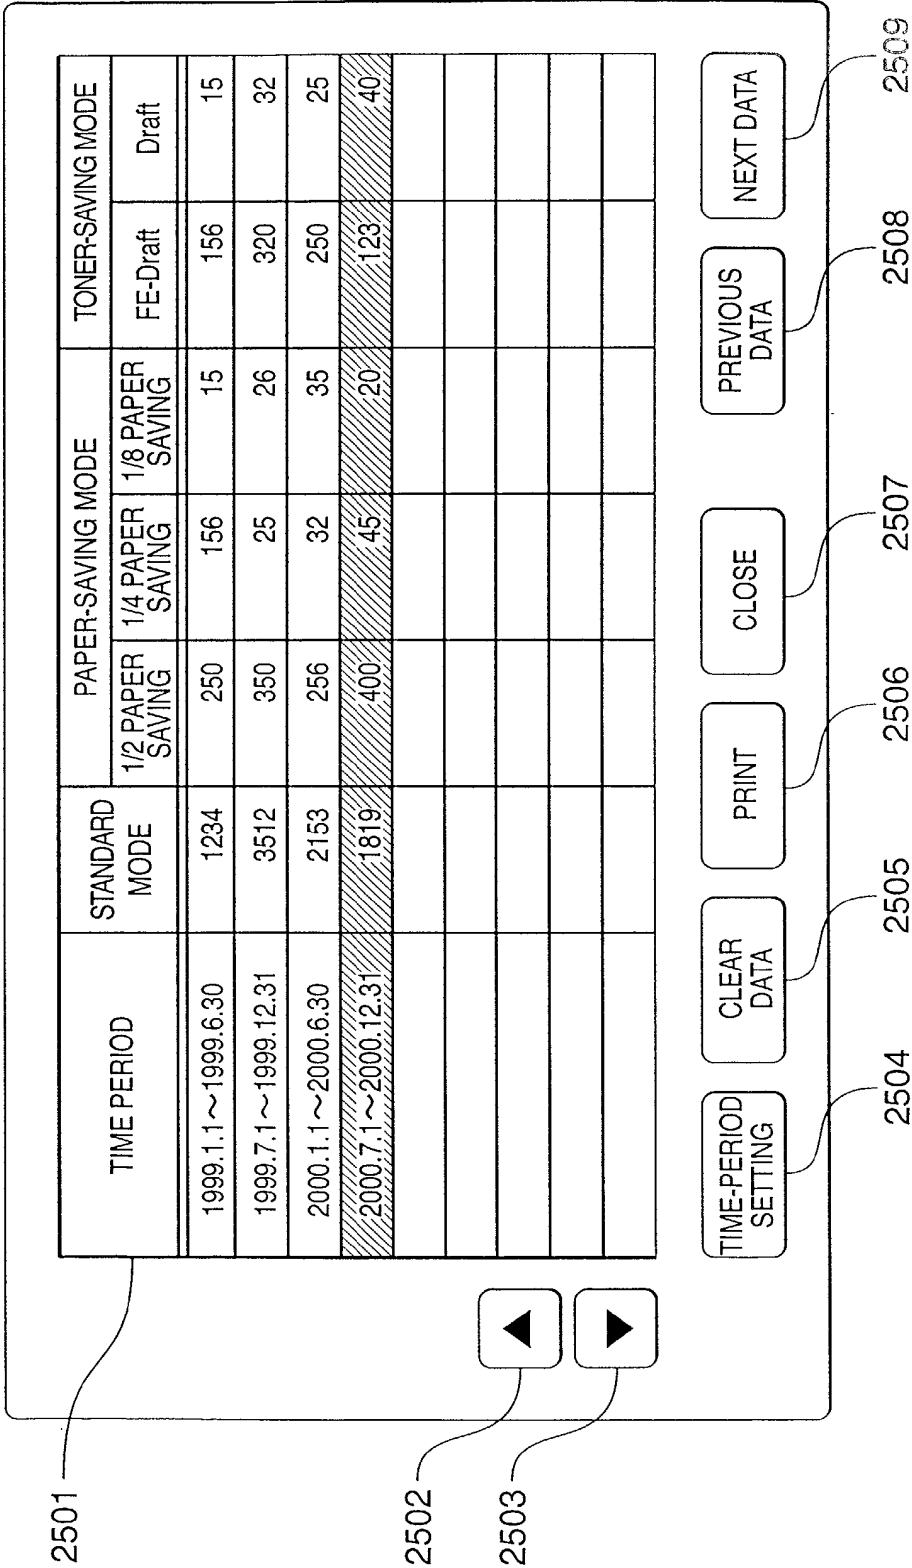 2501
2502
2503
TIME PERIOD STANDARD MODE PAPER-SAVING MODE TONER-SAVING MODE
1/2 PAPER SAVING 1/4 PAPER SAVING 1/8 PAPER SAVING FE-Draft Draft
1999.1.1～1999.6.30 1234 250 156 15 156 15
1999.7.1～1999.12.31 3512 350 25 26 320 32
2000.1.1～2000.6.30 2153 256 32 35 250 25
2000.7.1～2000.12.31 1819 400 45 20 123 40
TIME-PERIOD
SETTING
CLEAR
DATA
PRINT
CLOSE
PREVIOUS
DATA
NEXT DATA
2504
2505
2506
2507
2508
2509